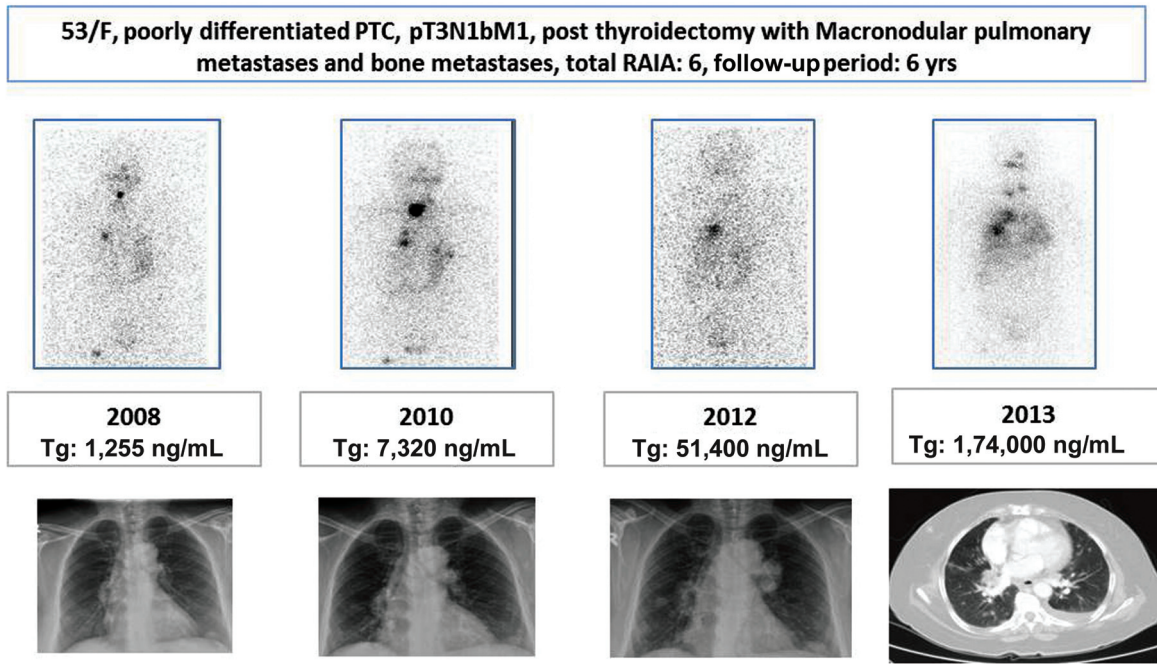 53/F, poorly differentiated PTC, pT3N1bM1, post thyroidectomy with Macronodular pulmonary
metastases and bone metastases, total RAIA: 6, follow-up period: 6 yrs
2008
Tg: 1,255 ng/mL
2010
Tg: 7,320 ng/mL
2012
Tg: 51,400 ng/mL
2013
Tg: 1,74,000 ng/mL